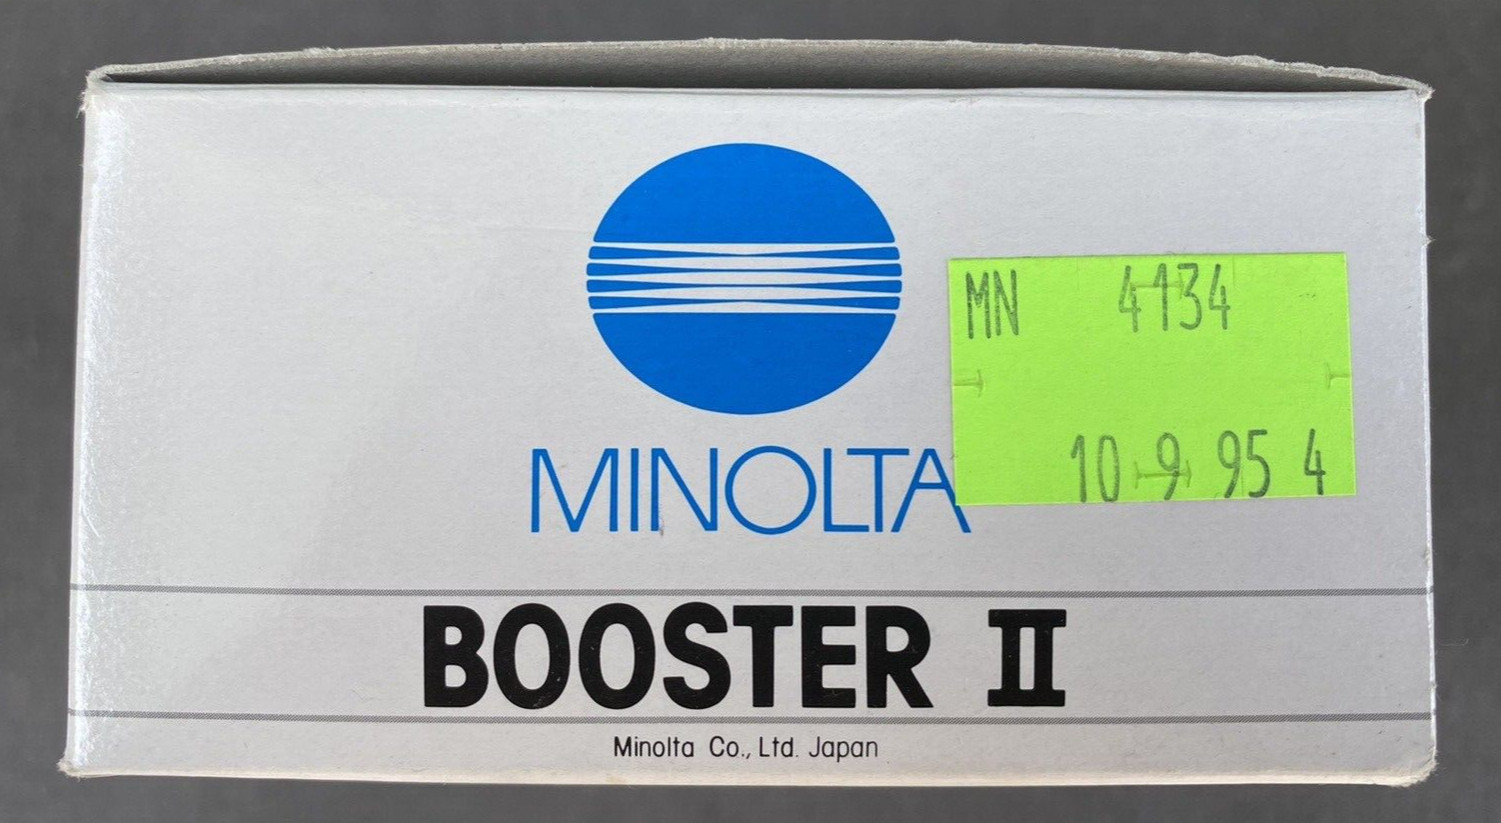 MN 4134
10 9 95 4
MINOLTA
BOOSTER II
Minolta Co., Ltd. Japan